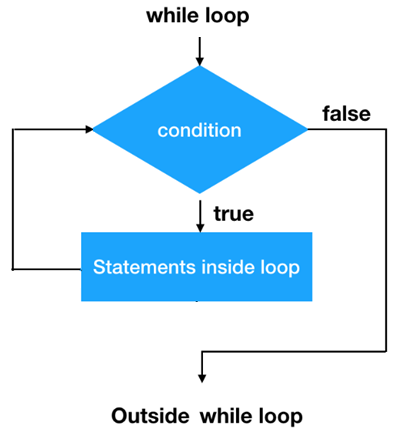 while loop
condition
false
true
Statements inside loop
Outside while loop